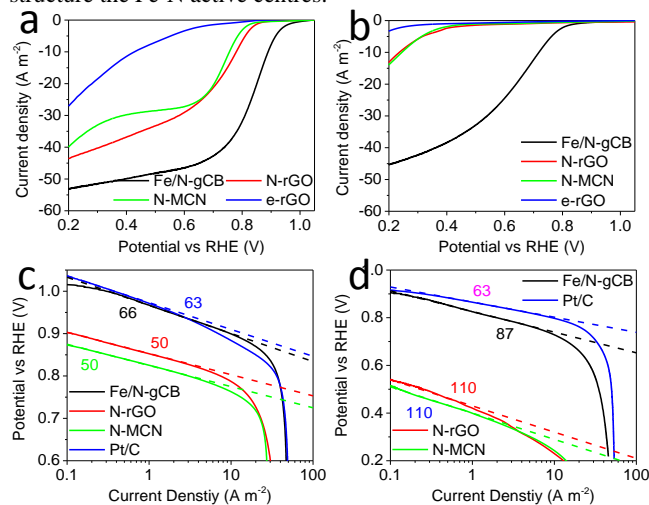 structure the Fe-N active centres.
a
b
0
-10
-20
-30
-40
-50
-60
Current density (A m-2)
0.2 0.4 0.6 0.8 1.0
Potential vs RHE (V)
Fe/N-gCB N-rGO
N-MCN e-rGO
0
-10
-20
-30
-40
-50
-60
Current density (A m-2)
0.2 0.4 0.6 0.8 1.0
Potential vs RHE (V)
Fe/N-gCB
N-rGO
N-MCN
e-rGO
c
1.0
0.9
0.8
0.7
0.6
Potential vs RHE (V)
0.1 1 10 100
Current Denstiy (A m-2)
66
63
50
50
Fe/N-gCB
N-rGO
N-MCN
Pt/C
d
1.0
0.8
0.6
0.4
0.2
Potential vs RHE (V)
0.1 1 10 100
Current Denstiy (A m-2)
Fe/N-gCB
Pt/C
63
87
110
110
N-rGO
N-MCN